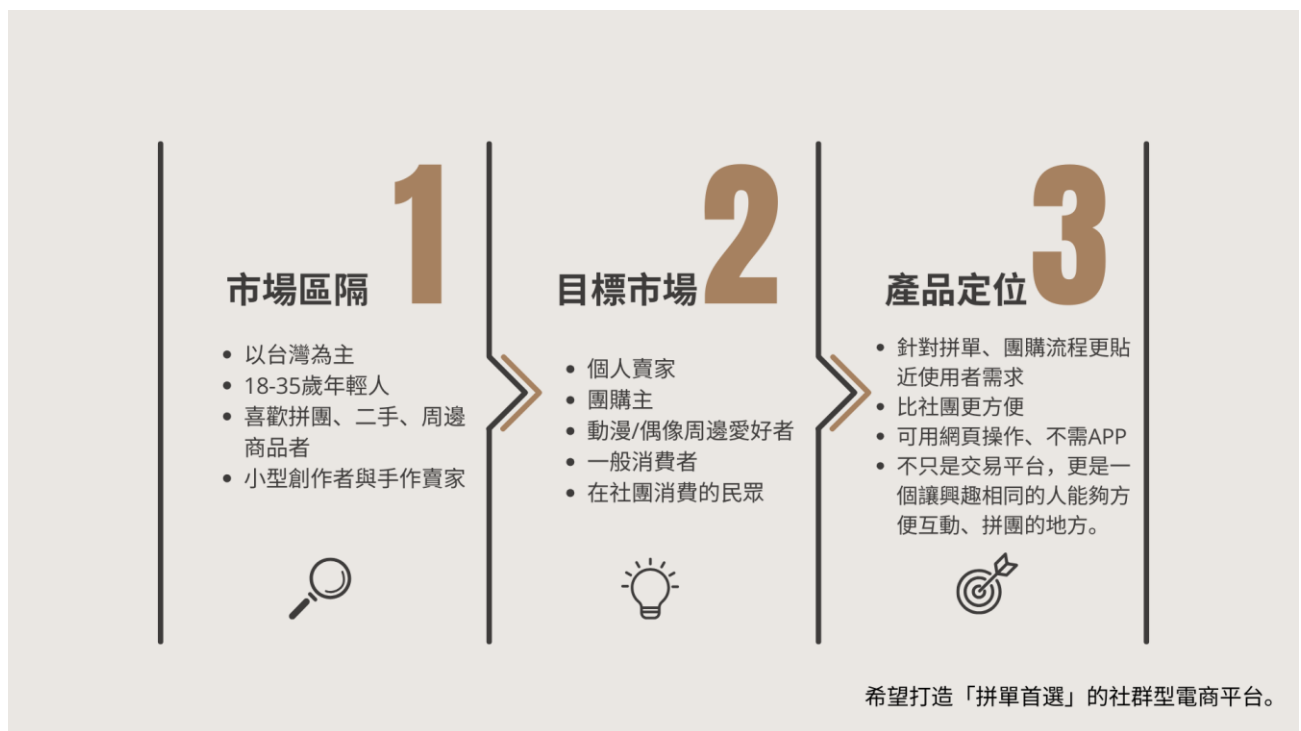 1
市場區隔
• 以台灣為主
• 18-35歲年輕人
• 喜歡拼團、二手、周邊
商品者
• 小型創作者與手作賣家
2
目標市場
• 個人賣家
• 團購主
• 動漫/偶像周邊愛好者
• 一般消費者
• 在社團消費的民眾
3
產品定位
• 針對拼單、團購流程更貼
近使用者需求
• 比社團更方便
• 可用網頁操作、不需APP
• 不只是交易平台，更是一
個讓興趣相同的人能夠方
便互動、拼團的地方。
希望打造「拼單首選」的社群型電商平台。